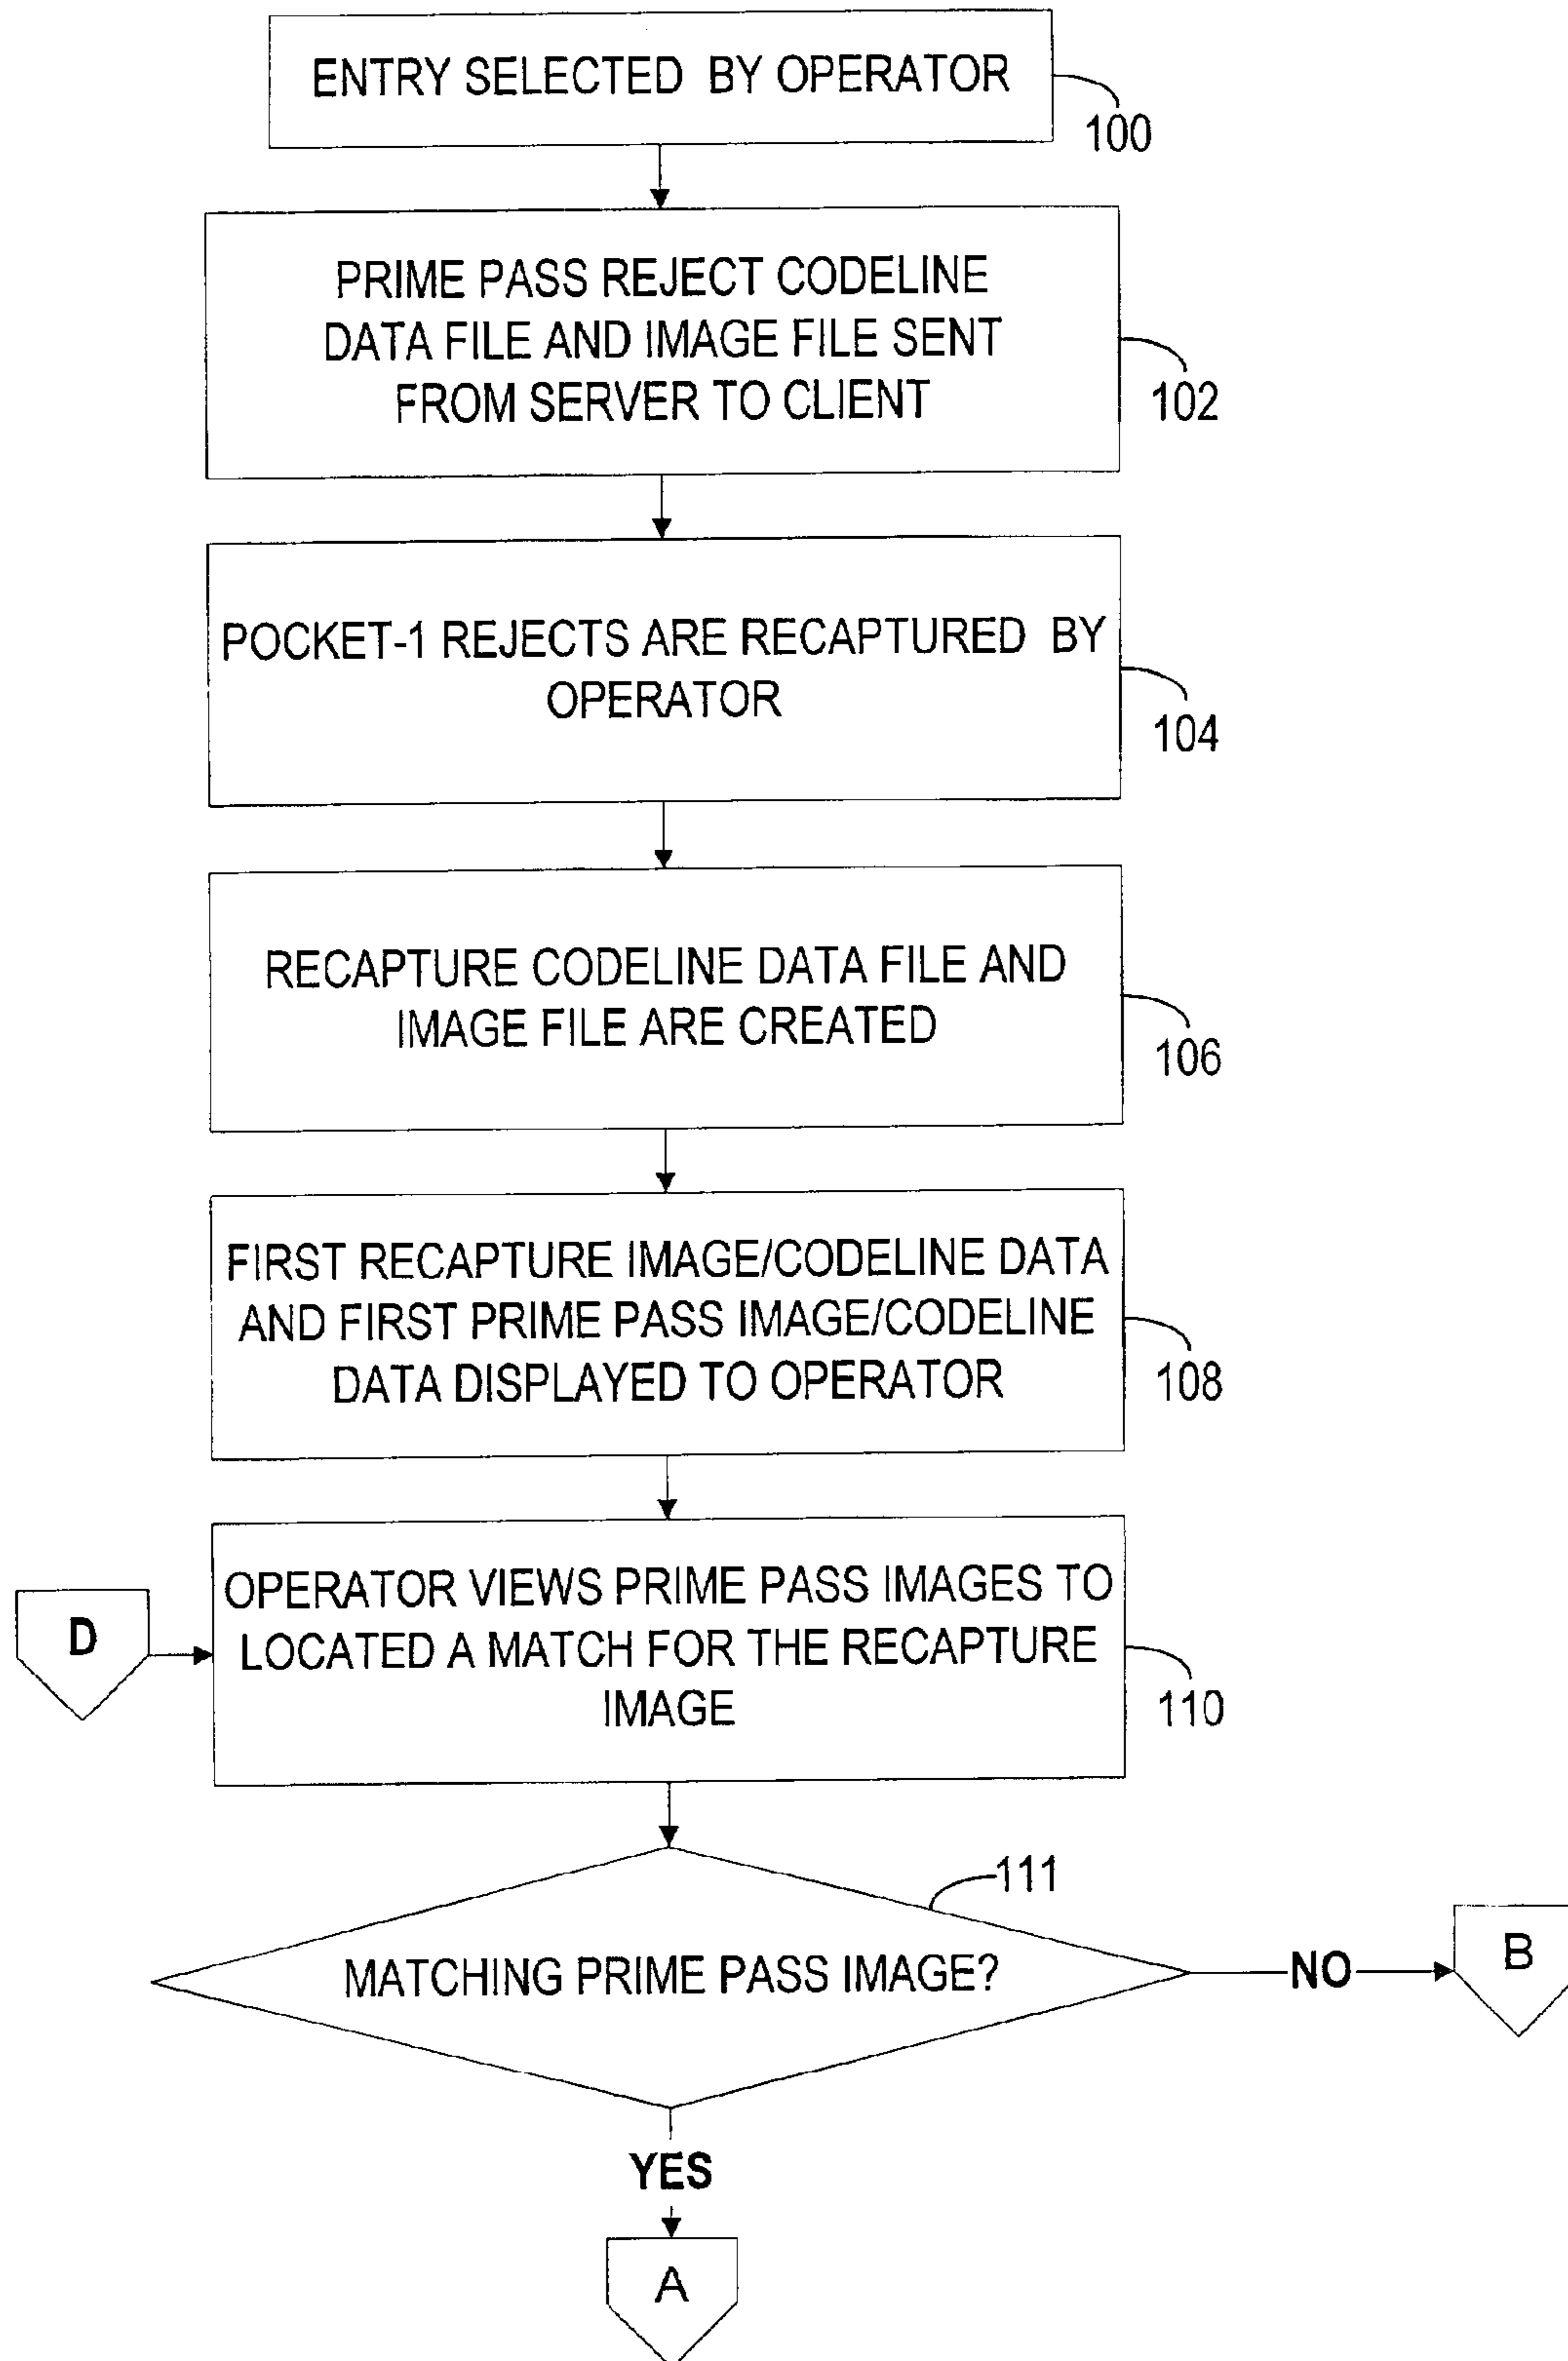 ENTRY SELECTED BY OPERATOR
100
PRIME PASS REJECT CODELINE
DATA FILE AND IMAGE FILE SENT
FROM SERVER TO CLIENT
102
POCKET-1 REJECTS ARE RECAPTURED BY
OPERATOR
104
RECAPTURE CODELINE DATA FILE AND
IMAGE FILE ARE CREATED
106
FIRST RECAPTURE IMAGE/CODELINE DATA
AND FIRST PRIME PASS IMAGE/CODELINE
DATA DISPLAYED TO OPERATOR
108
D
OPERATOR VIEWS PRIME PASS IMAGES TO
LOCATED A MATCH FOR THE RECAPTURE
IMAGE
110
111
MATCHING PRIME PASS IMAGE?
NO
B
YES
A